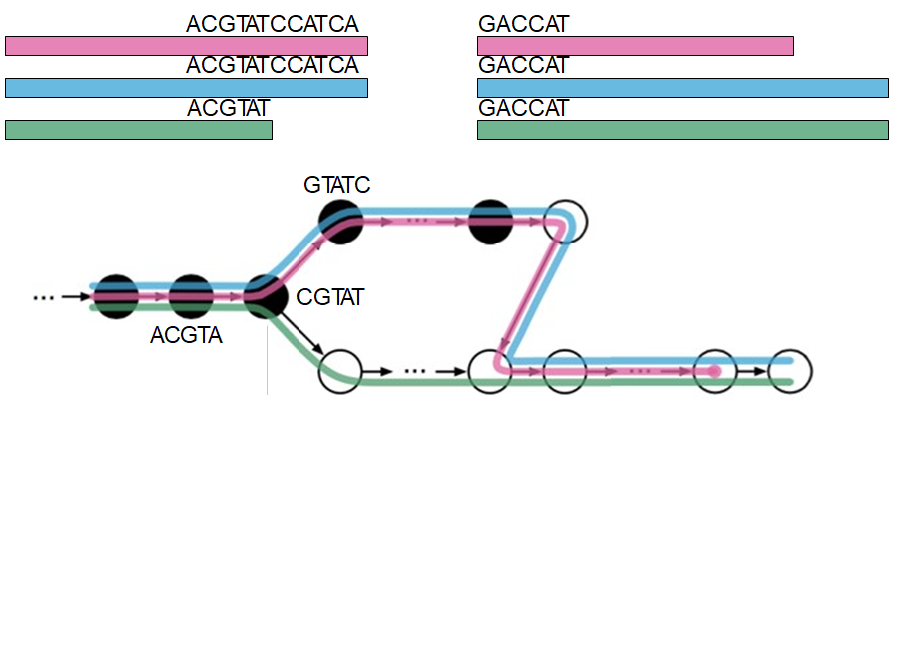 ACGTATCCATCA GACCAT
ACGTATCCATCA GACCAT
ACGTAT GACCAT
GTATC
...
... CGTAT
ACGTA
... ...